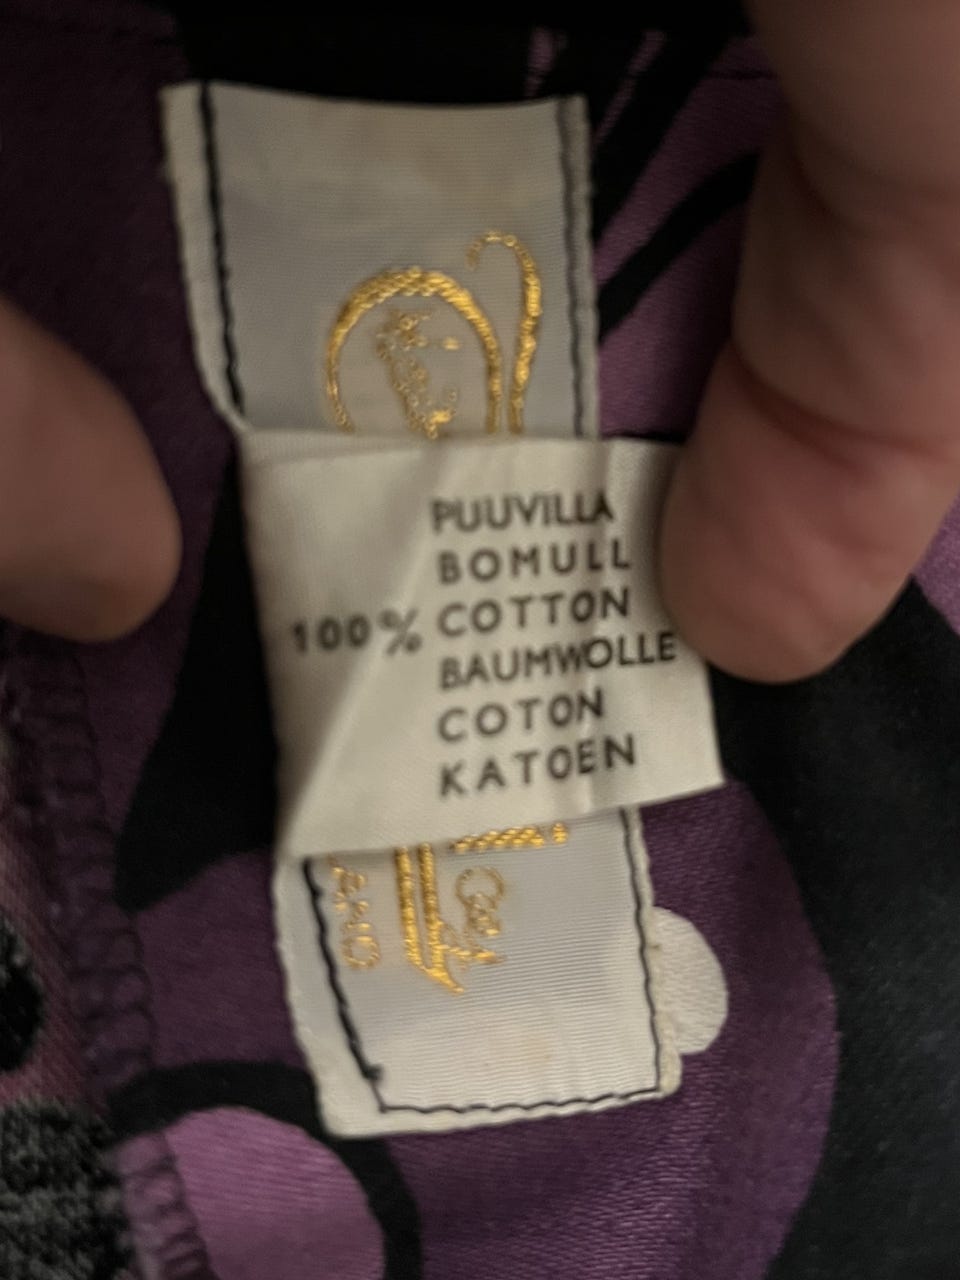 PUUVILLA
BOMULL
100% COTTON
BAUMWOLLE
COTON
KATOEN